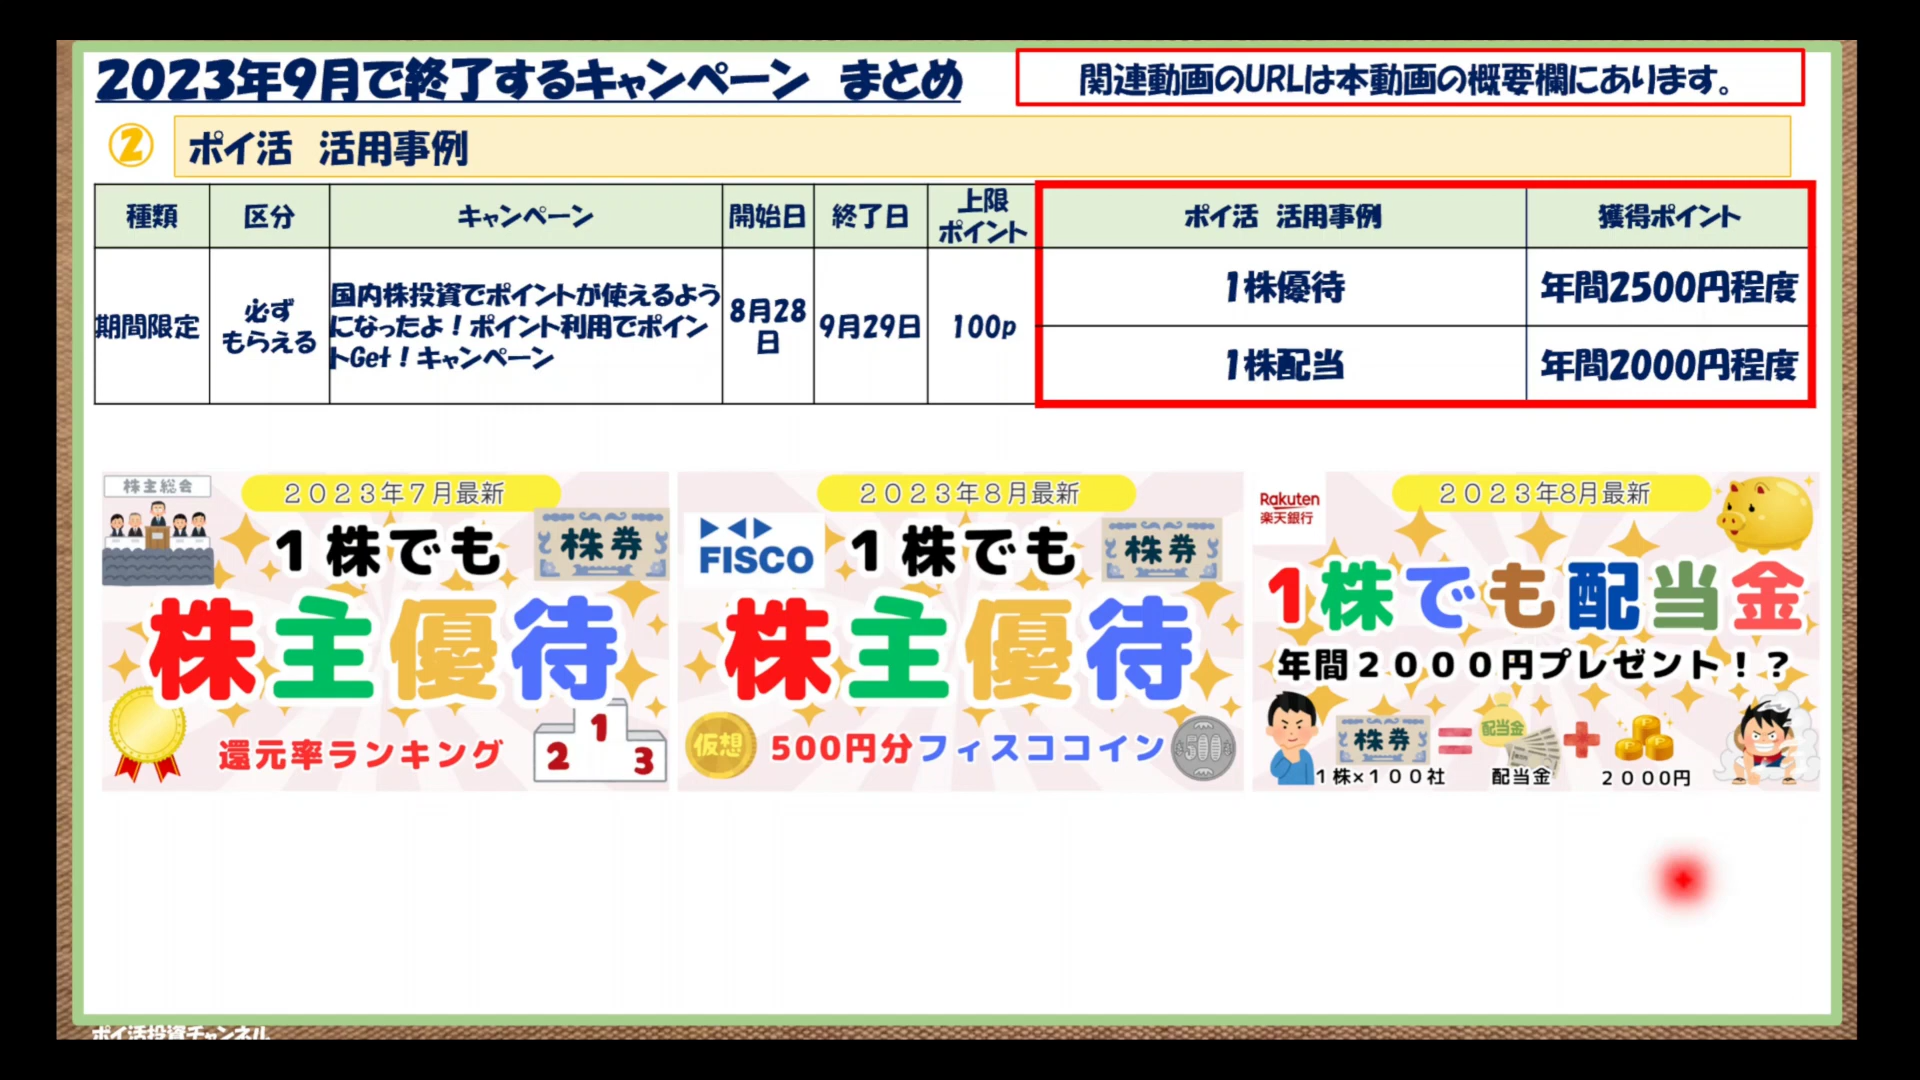 2023年9月で終了するキャンペーン まとめ
関連動画のURLは本動画の概要欄にあります。
② ポイ活 活用事例
種類 区分 キャンペーン 開始日 終了日 上限ポイント ポイ活 活用事例 獲得ポイント
期間限定
必ず
もらえる
国内株投資でポイントが使えるよう
になったよ！ポイント利用でポイン
トGet！キャンペーン
8月28
日
9月29日
100p
1株優待 年間2500円程度
1株配当 年間2000円程度
株主総会
2023年7月最新
1株でも
株券
株主優待
還元率ランキング
1
2
3
2023年8月最新
FISCO
1株でも
株券
株主優待
仮想
500円分フィスココイン
500
Rakuten
楽天銀行
2023年8月最新
1株でも配当金
年間2000円プレゼント！？
株券
＝
配当金
＋
1株×100社
配当金
2000円
ポイ活投資チャンネル